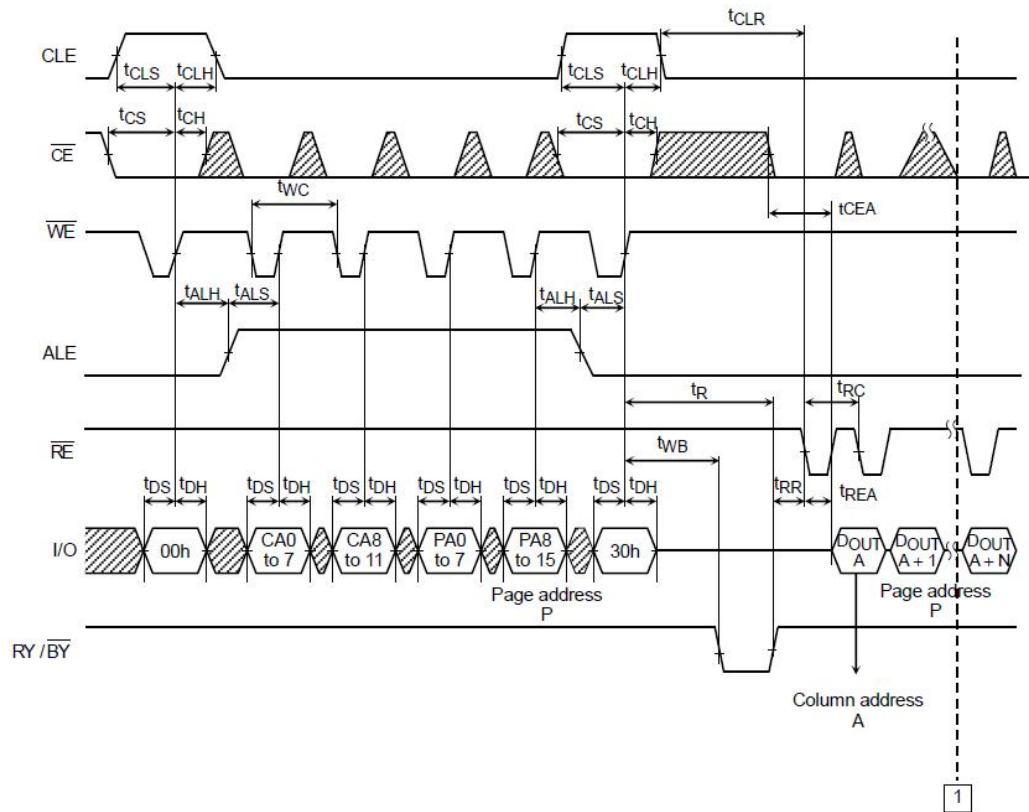 tCLR
CLE
tCLS tCLH tCLS tCLH
tCS tCH tCS tCH
CE
tWC tCEA
WE
tALH tALS tALH tALS
ALE
tR tRC
RE
tWB
tDS tDH tDS tDH tDS tDH tDS tDH tDS tDH tDS tDH tRR tREA
I/O 00h CA0 to 7 CA8 to 11 PA0 to 7 PA8 to 15 30h DOUT A DOUT A + 1 DOUT A + N
Page address P Page address P
RY / BY
Column address
A
1